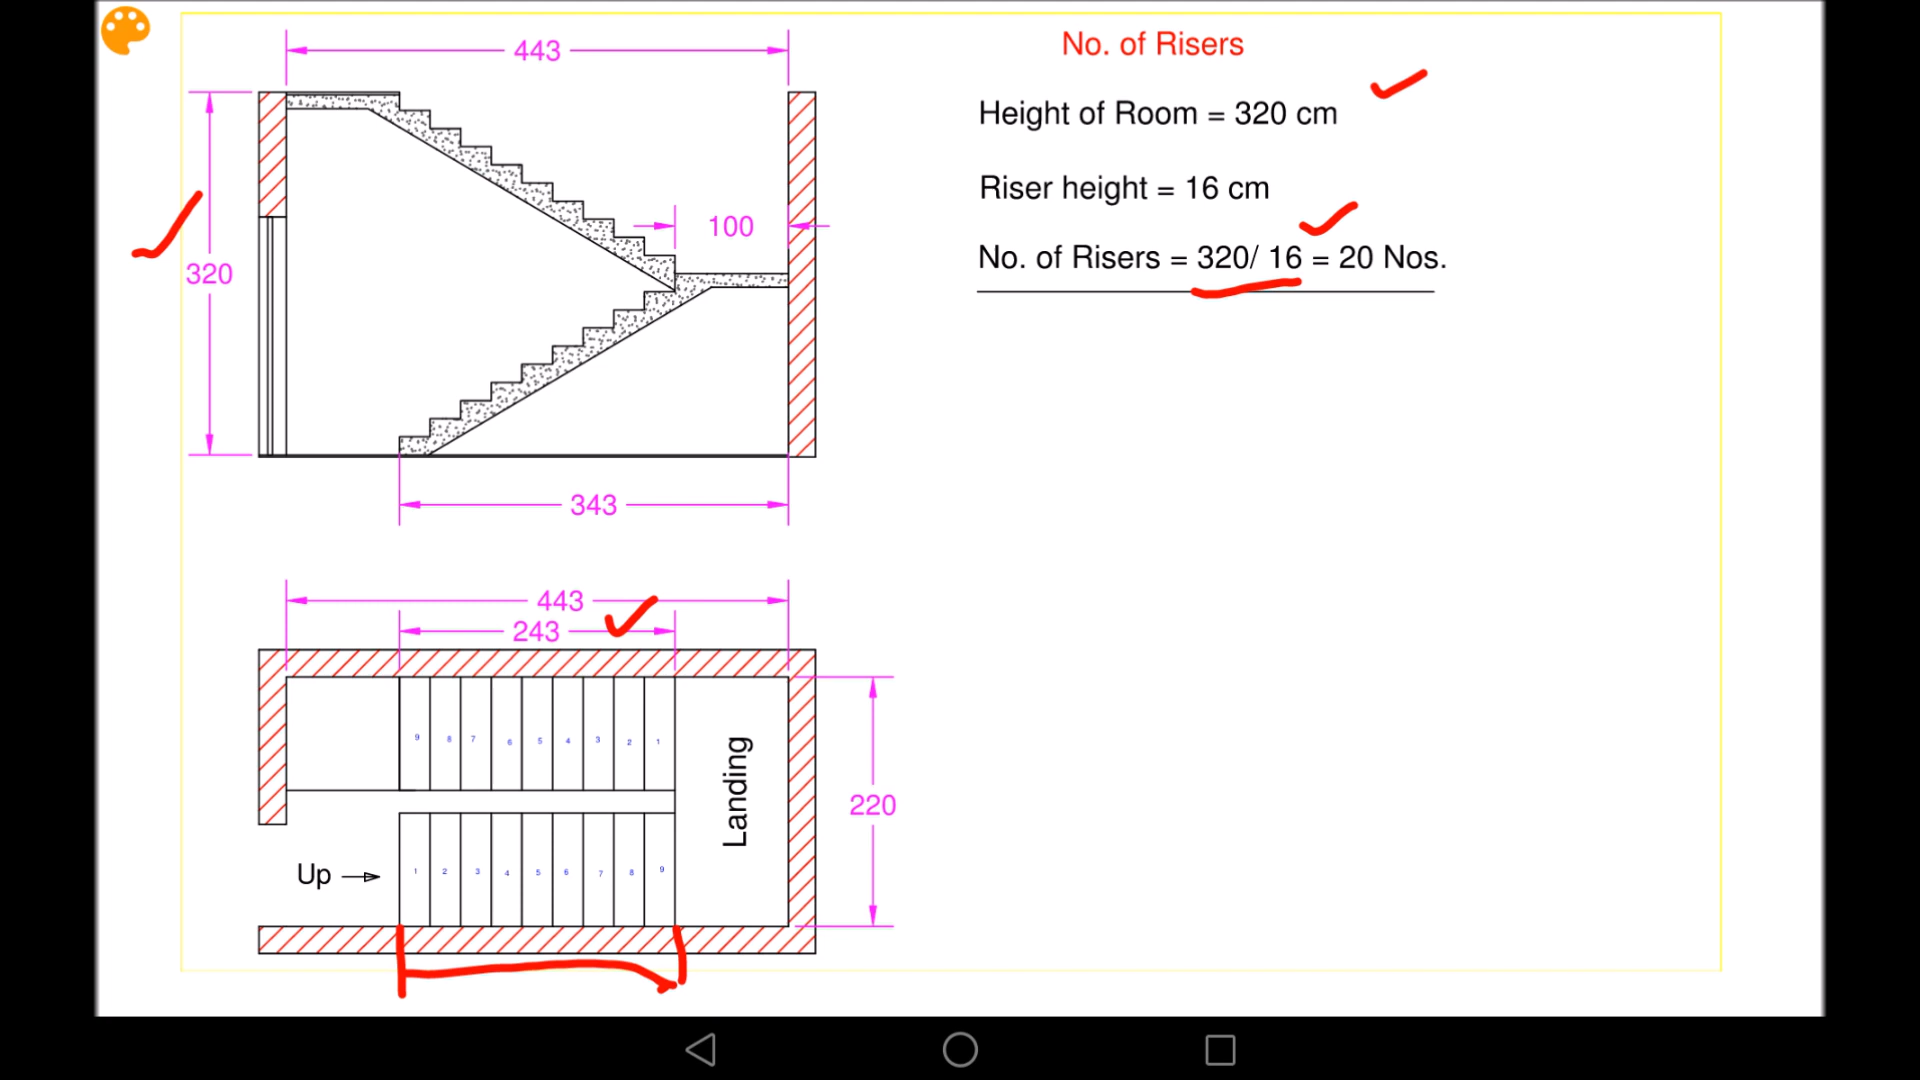 443
No. of Risers
Height of Room = 320 cm
Riser height = 16 cm
100
No. of Risers = 320/ 16 = 20 Nos.
320
343
443
243
9 8 7 6 5 4 3 2 1
Landing
220
Up
1 2 3 4 5 6 7 8 9